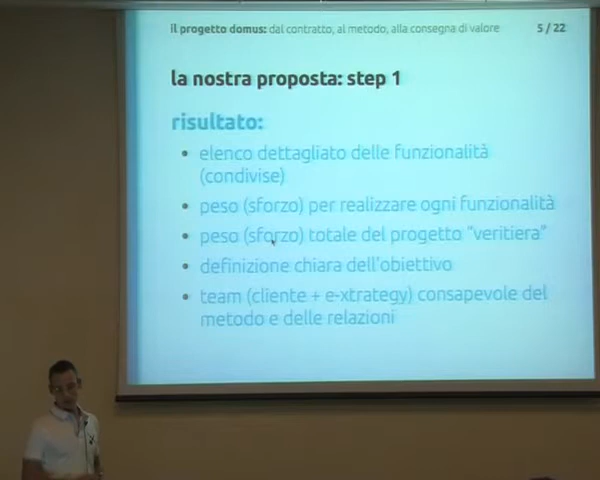 il progetto domus: dal contratto, al metodo, alla consegna di valore 5 / 22
la nostra proposta: step 1
risultato:
• elenco dettagliato delle funzionalità
(condivise)
• peso (sforzo) per realizzare ogni funzionalità
• peso (sforzo) totale del progetto "veritiera"
• definizione chiara dell'obiettivo
• team (cliente + e-xtrategy) consapevole del
metodo e delle relazioni